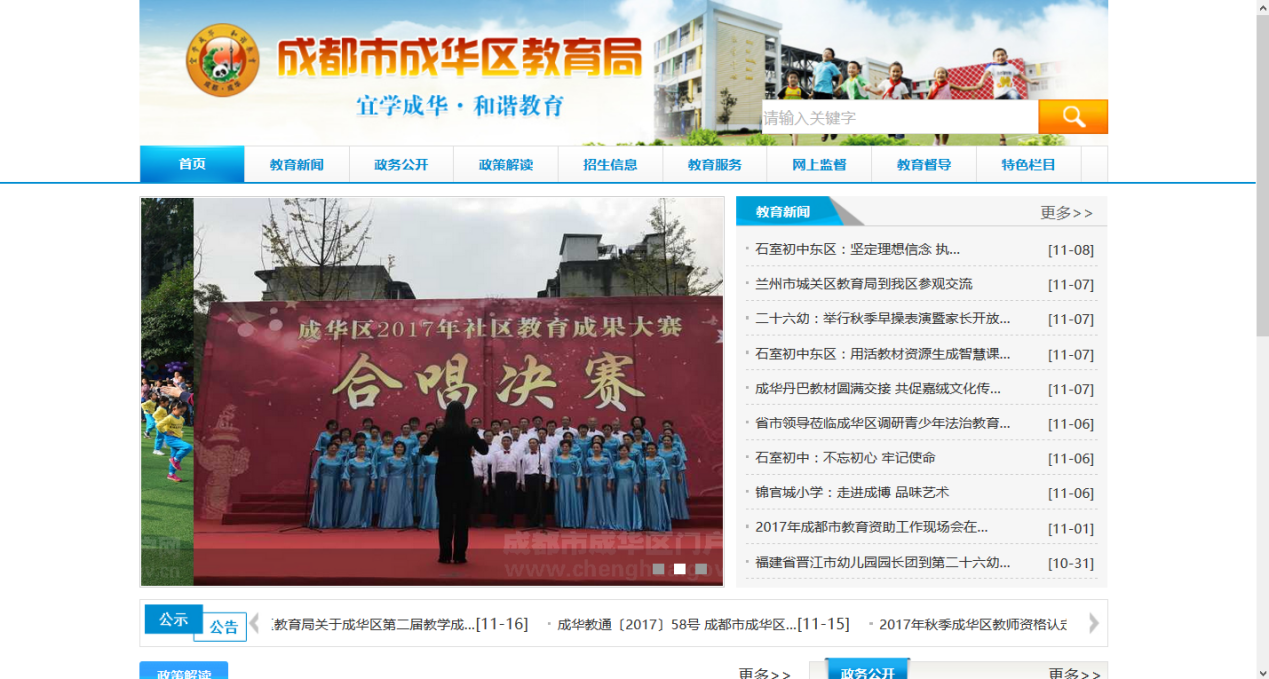 成都市成华区教育局
宜学成华·和谐教育
请输入关键字
首页 教育新闻 政务公开 政策解读 招生信息 教育服务 网上监督 教育督导 特色栏目
成华区2017年社区教育成果大赛
合唱决赛
成都市成华区门户
www.chenghua.gov
v.cn
教育新闻 更多>>
石室初中东区：坚定理想信念 执... [11-08]
兰州市城关区教育局到我区参观交流 [11-07]
二十六幼：举行秋季早操表演暨家长开放... [11-07]
石室初中东区：用活教材资源生成智慧课... [11-07]
成华丹巴教材圆满交接 共促嘉绒文化传... [11-07]
省市领导莅临成华区调研青少年法治教育... [11-06]
石室初中：不忘初心 牢记使命 [11-06]
锦官城小学：走进成博 品味艺术 [11-06]
2017年成都市教育资助工作现场会在... [11-01]
福建省晋江市幼儿园园长团到第二十六幼... [10-31]
公示 公告 教育局关于成华区第二届教学成...[11-16] 成华教通〔2017〕58号 成都市成华区...[11-15] 2017年秋季成华区教师资格认定
政策解读 更多>> 政务公开 更多>>